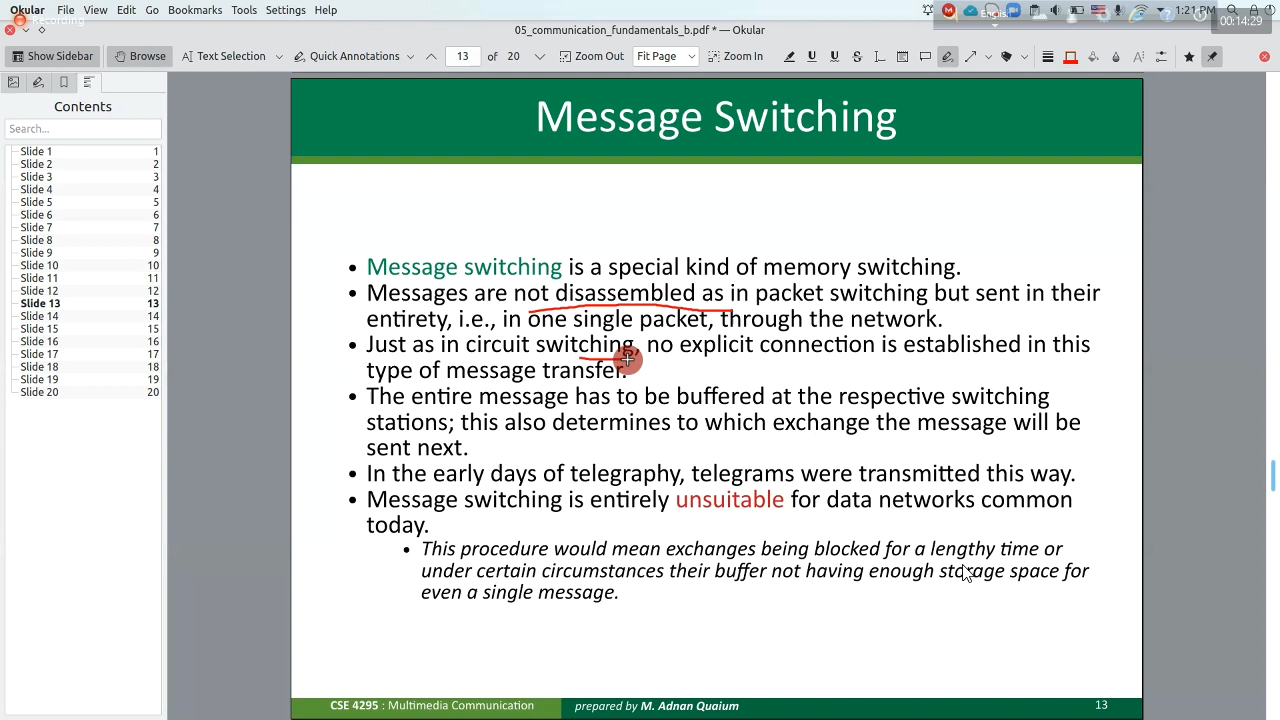 Okular File View Edit Go Bookmarks Tools Settings Help
1:21 PM
Recording
English
00:14:29
05_communication_fundamentals_b.pdf * — Okular
Show Sidebar Browse Text Selection Quick Annotations 13 of 20 Zoom Out Fit Page Zoom In
Contents
Search...
Slide 1 1
Slide 2 2
Slide 3 3
Slide 4 4
Slide 5 5
Slide 6 6
Slide 7 7
Slide 8 8
Slide 9 9
Slide 10 10
Slide 11 11
Slide 12 12
Slide 13 13
Slide 14 14
Slide 15 15
Slide 16 16
Slide 17 17
Slide 18 18
Slide 19 19
Slide 20 20
Message Switching
• Message switching is a special kind of memory switching.
• Messages are not disassembled as in packet switching but sent in their
entirety, i.e., in one single packet, through the network.
• Just as in circuit switching, no explicit connection is established in this
type of message transfer.
• The entire message has to be buffered at the respective switching
stations; this also determines to which exchange the message will be
sent next.
• In the early days of telegraphy, telegrams were transmitted this way.
• Message switching is entirely unsuitable for data networks common
today.
• This procedure would mean exchanges being blocked for a lengthy time or
under certain circumstances their buffer not having enough storage space for
even a single message.
CSE 4295 : Multimedia Communication prepared by M. Adnan Quaium 13